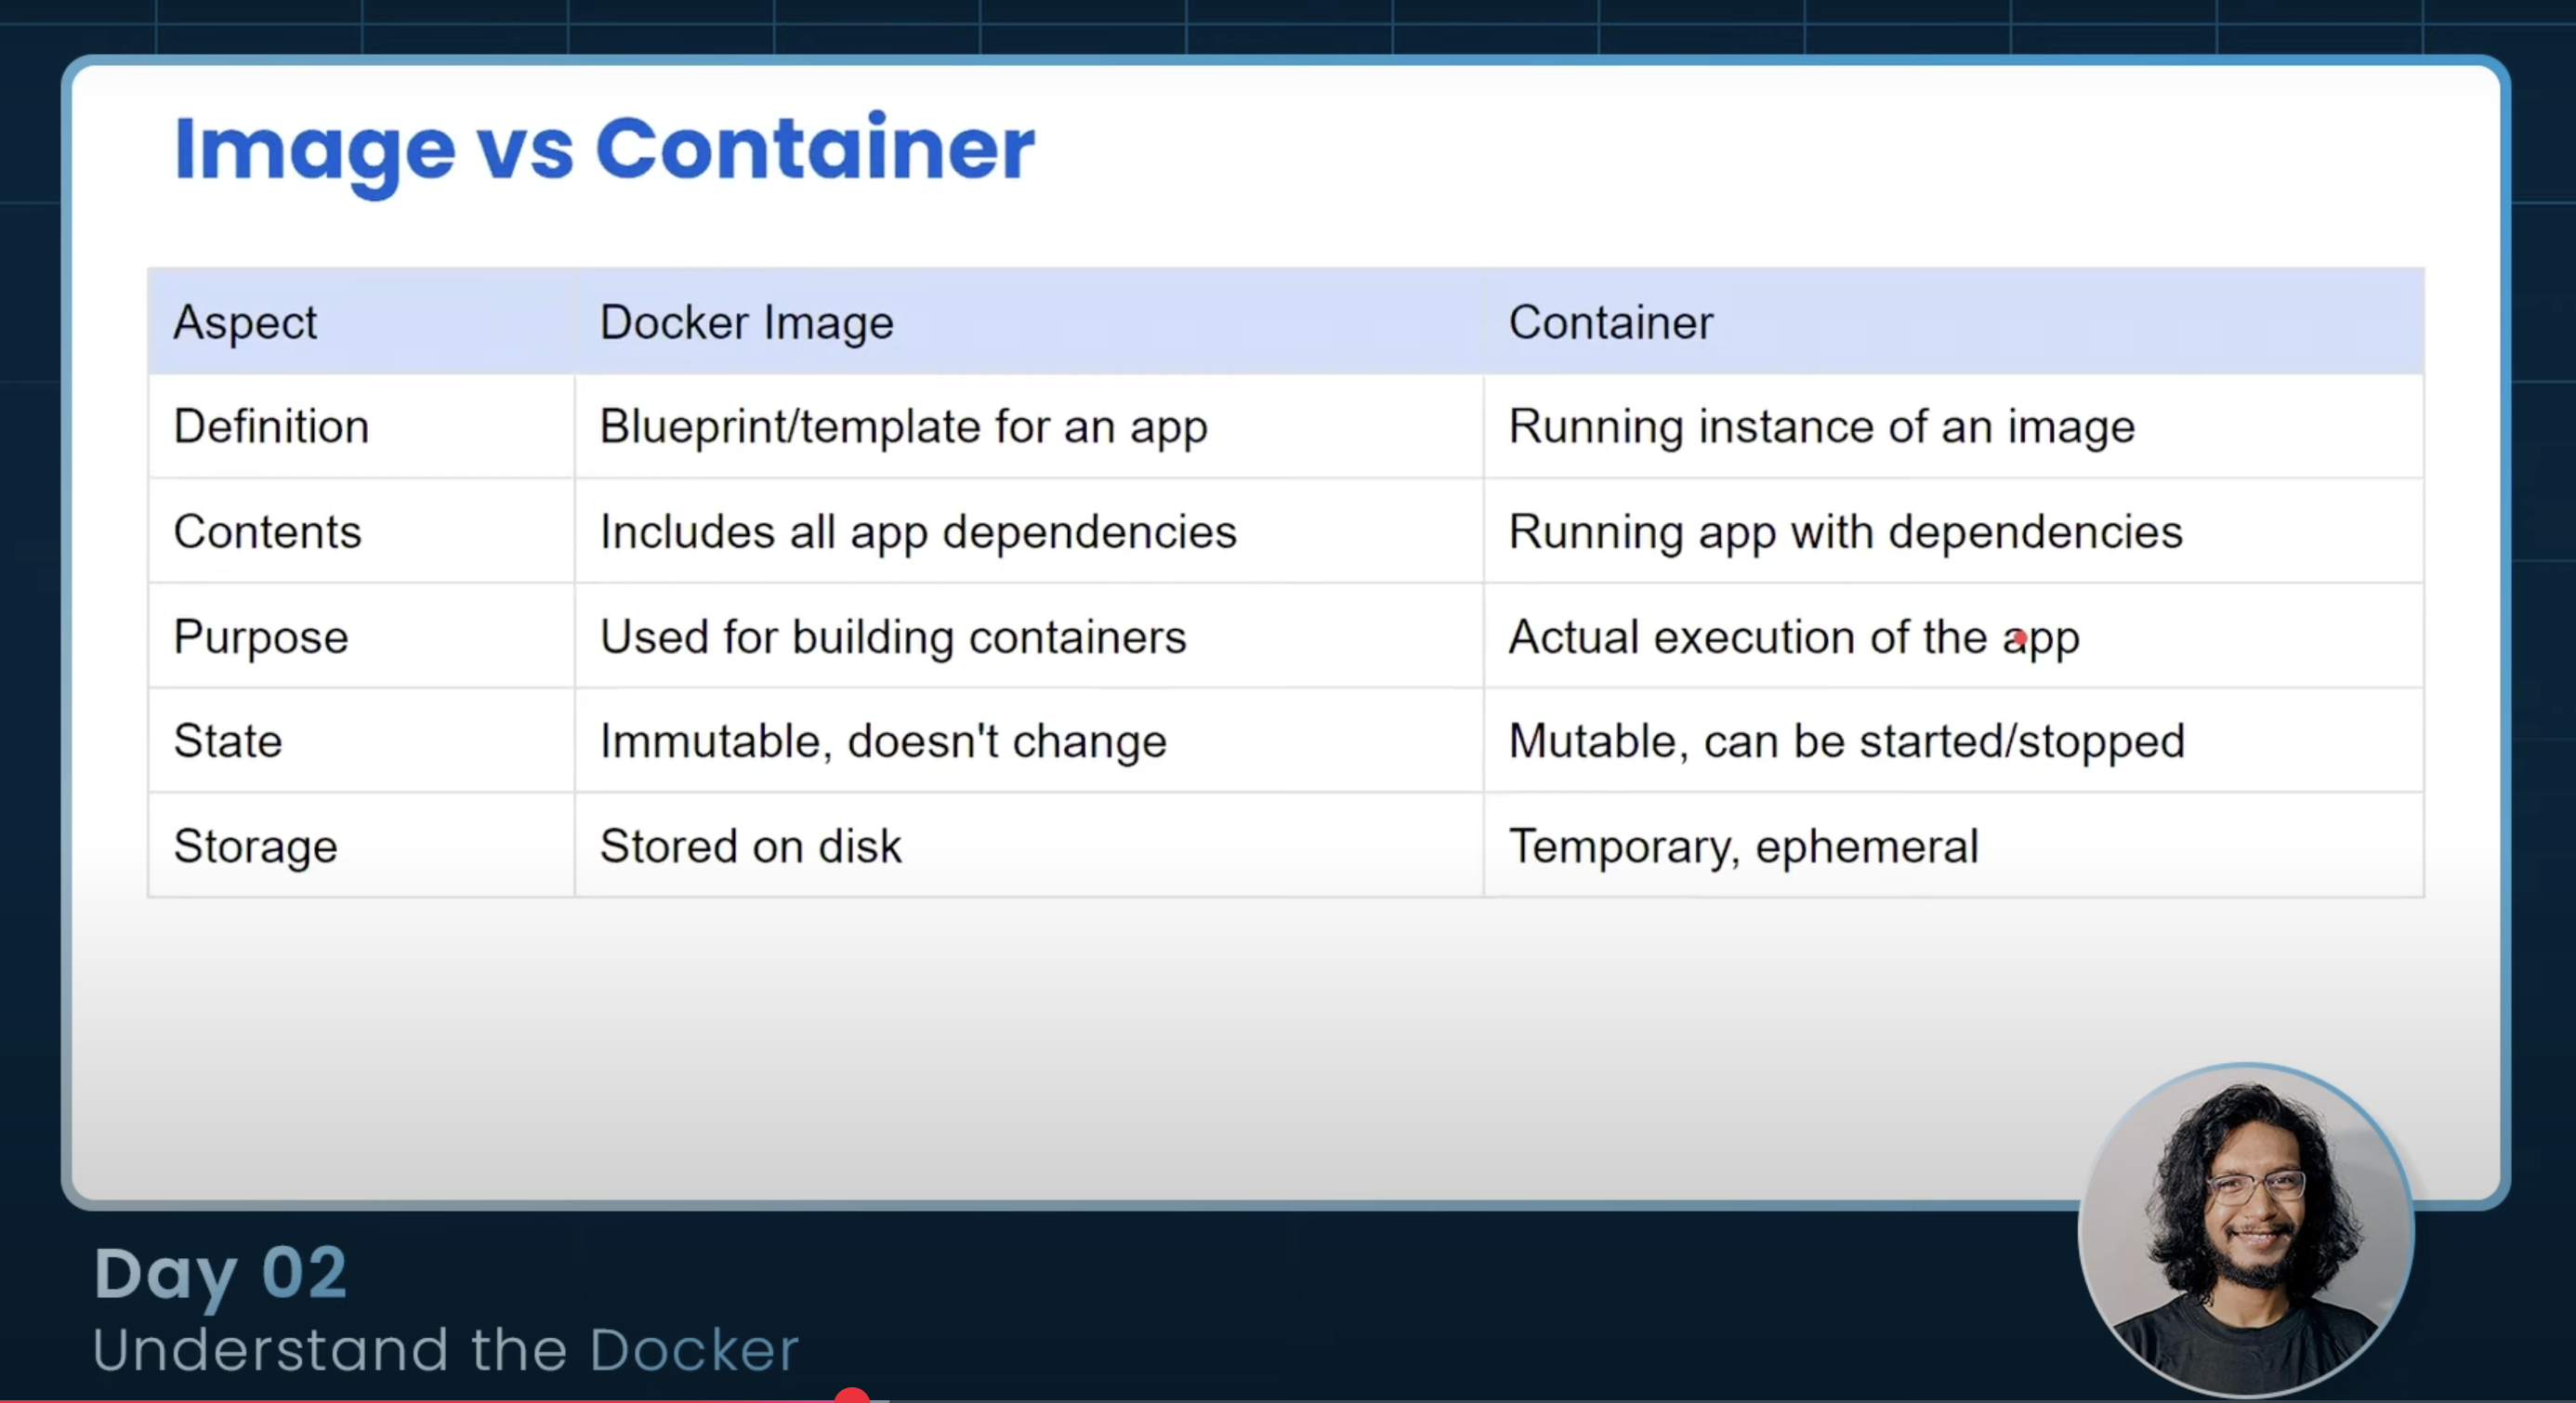 Image vs Container
Aspect Docker Image Container
Definition Blueprint/template for an app Running instance of an image
Contents Includes all app dependencies Running app with dependencies
Purpose Used for building containers Actual execution of the app
State Immutable, doesn't change Mutable, can be started/stopped
Storage Stored on disk Temporary, ephemeral
Day 02
Understand the Docker